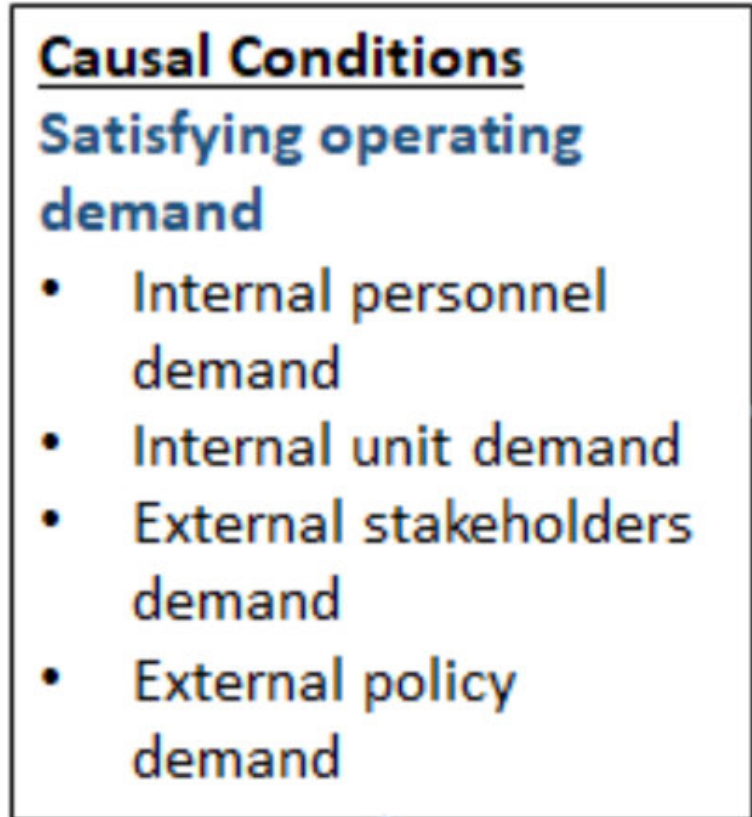 Causal Conditions
Satisfying operating
demand
• Internal personnel
demand
• Internal unit demand
• External stakeholders
demand
• External policy
demand